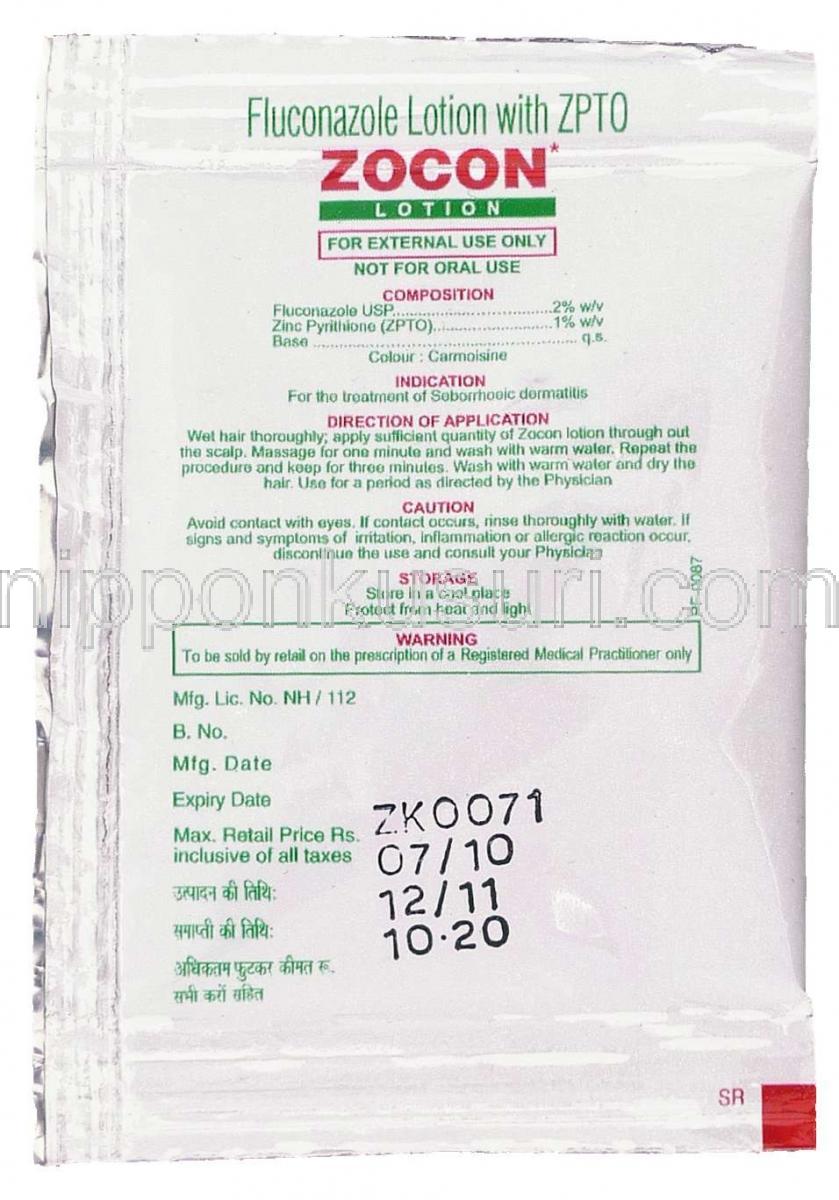 Fluconazole Lotion with ZPTO
ZOCON*
LOTION
FOR EXTERNAL USE ONLY
NOT FOR ORAL USE
COMPOSITION
Fluconazole USP................................2% w/v
Zinc Pyrithione (ZPTO)........................1% w/v
Base ..................................................... q.s.
Colour : Carmoisine
INDICATION
For the treatment of Seborrhoeic dermatitis
DIRECTION OF APPLICATION
Wet hair thoroughly; apply sufficient quantity of Zocon lotion through out
the scalp. Massage for one minute and wash with warm water. Repeat the
procedure and keep for three minutes. Wash with warm water and dry the
hair. Use for a period as directed by the Physician
CAUTION
Avoid contact with eyes. If contact occurs, rinse thoroughly with water. If
signs and symptoms of irritation, inflammation or allergic reaction occur,
discontinue the use and consult your Physician
STORAGE
Store in a cool place
Protect from heat and light
nipponkusuri.com
WARNING
To be sold by retail on the prescription of a Registered Medical Practitioner only
Mfg. Lic. No. NH / 112
B. No.
Mfg. Date
Expiry Date
Max. Retail Price Rs.
inclusive of all taxes
उत्पादन की तिथि:
समाप्ती की तिथि:
अधिकतम फुटकर कीमत रू.
सभी करों सहित
ZK0071
07/10
12/11
10.20
SR